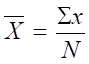 X̅ = Σx / N